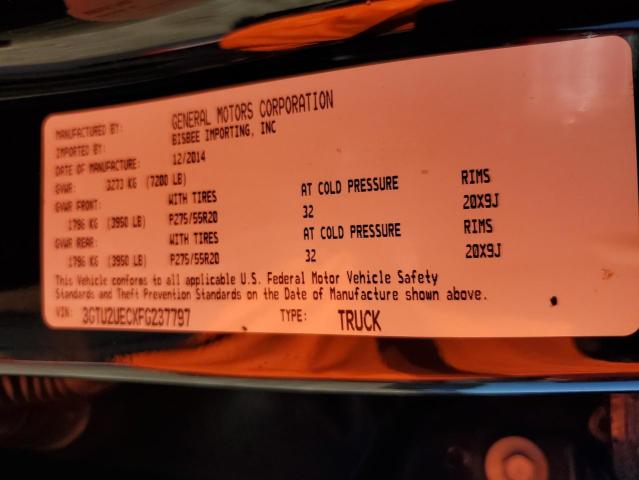 MANUFACTURED BY: GENERAL MOTORS CORPORATION
IMPORTED BY: BISBEE IMPORTING, INC
DATE OF MANUFACTURE: 12/2014
GVWR: 3273 KG (7200 LB)
GVWR FRONT: WITH TIRES AT COLD PRESSURE RIMS
1796 KG (3950 LB) P275/55R20 32 20X9J
GVWR REAR: WITH TIRES AT COLD PRESSURE RIMS
1796 KG (3950 LB) P275/55R20 32 20X9J
This Vehicle conforms to all applicable U.S. Federal Motor Vehicle Safety
Standards and Theft Prevention Standards on the Date of Manufacture shown above.
VIN: 3GTU2UECXFG237797 TYPE: TRUCK